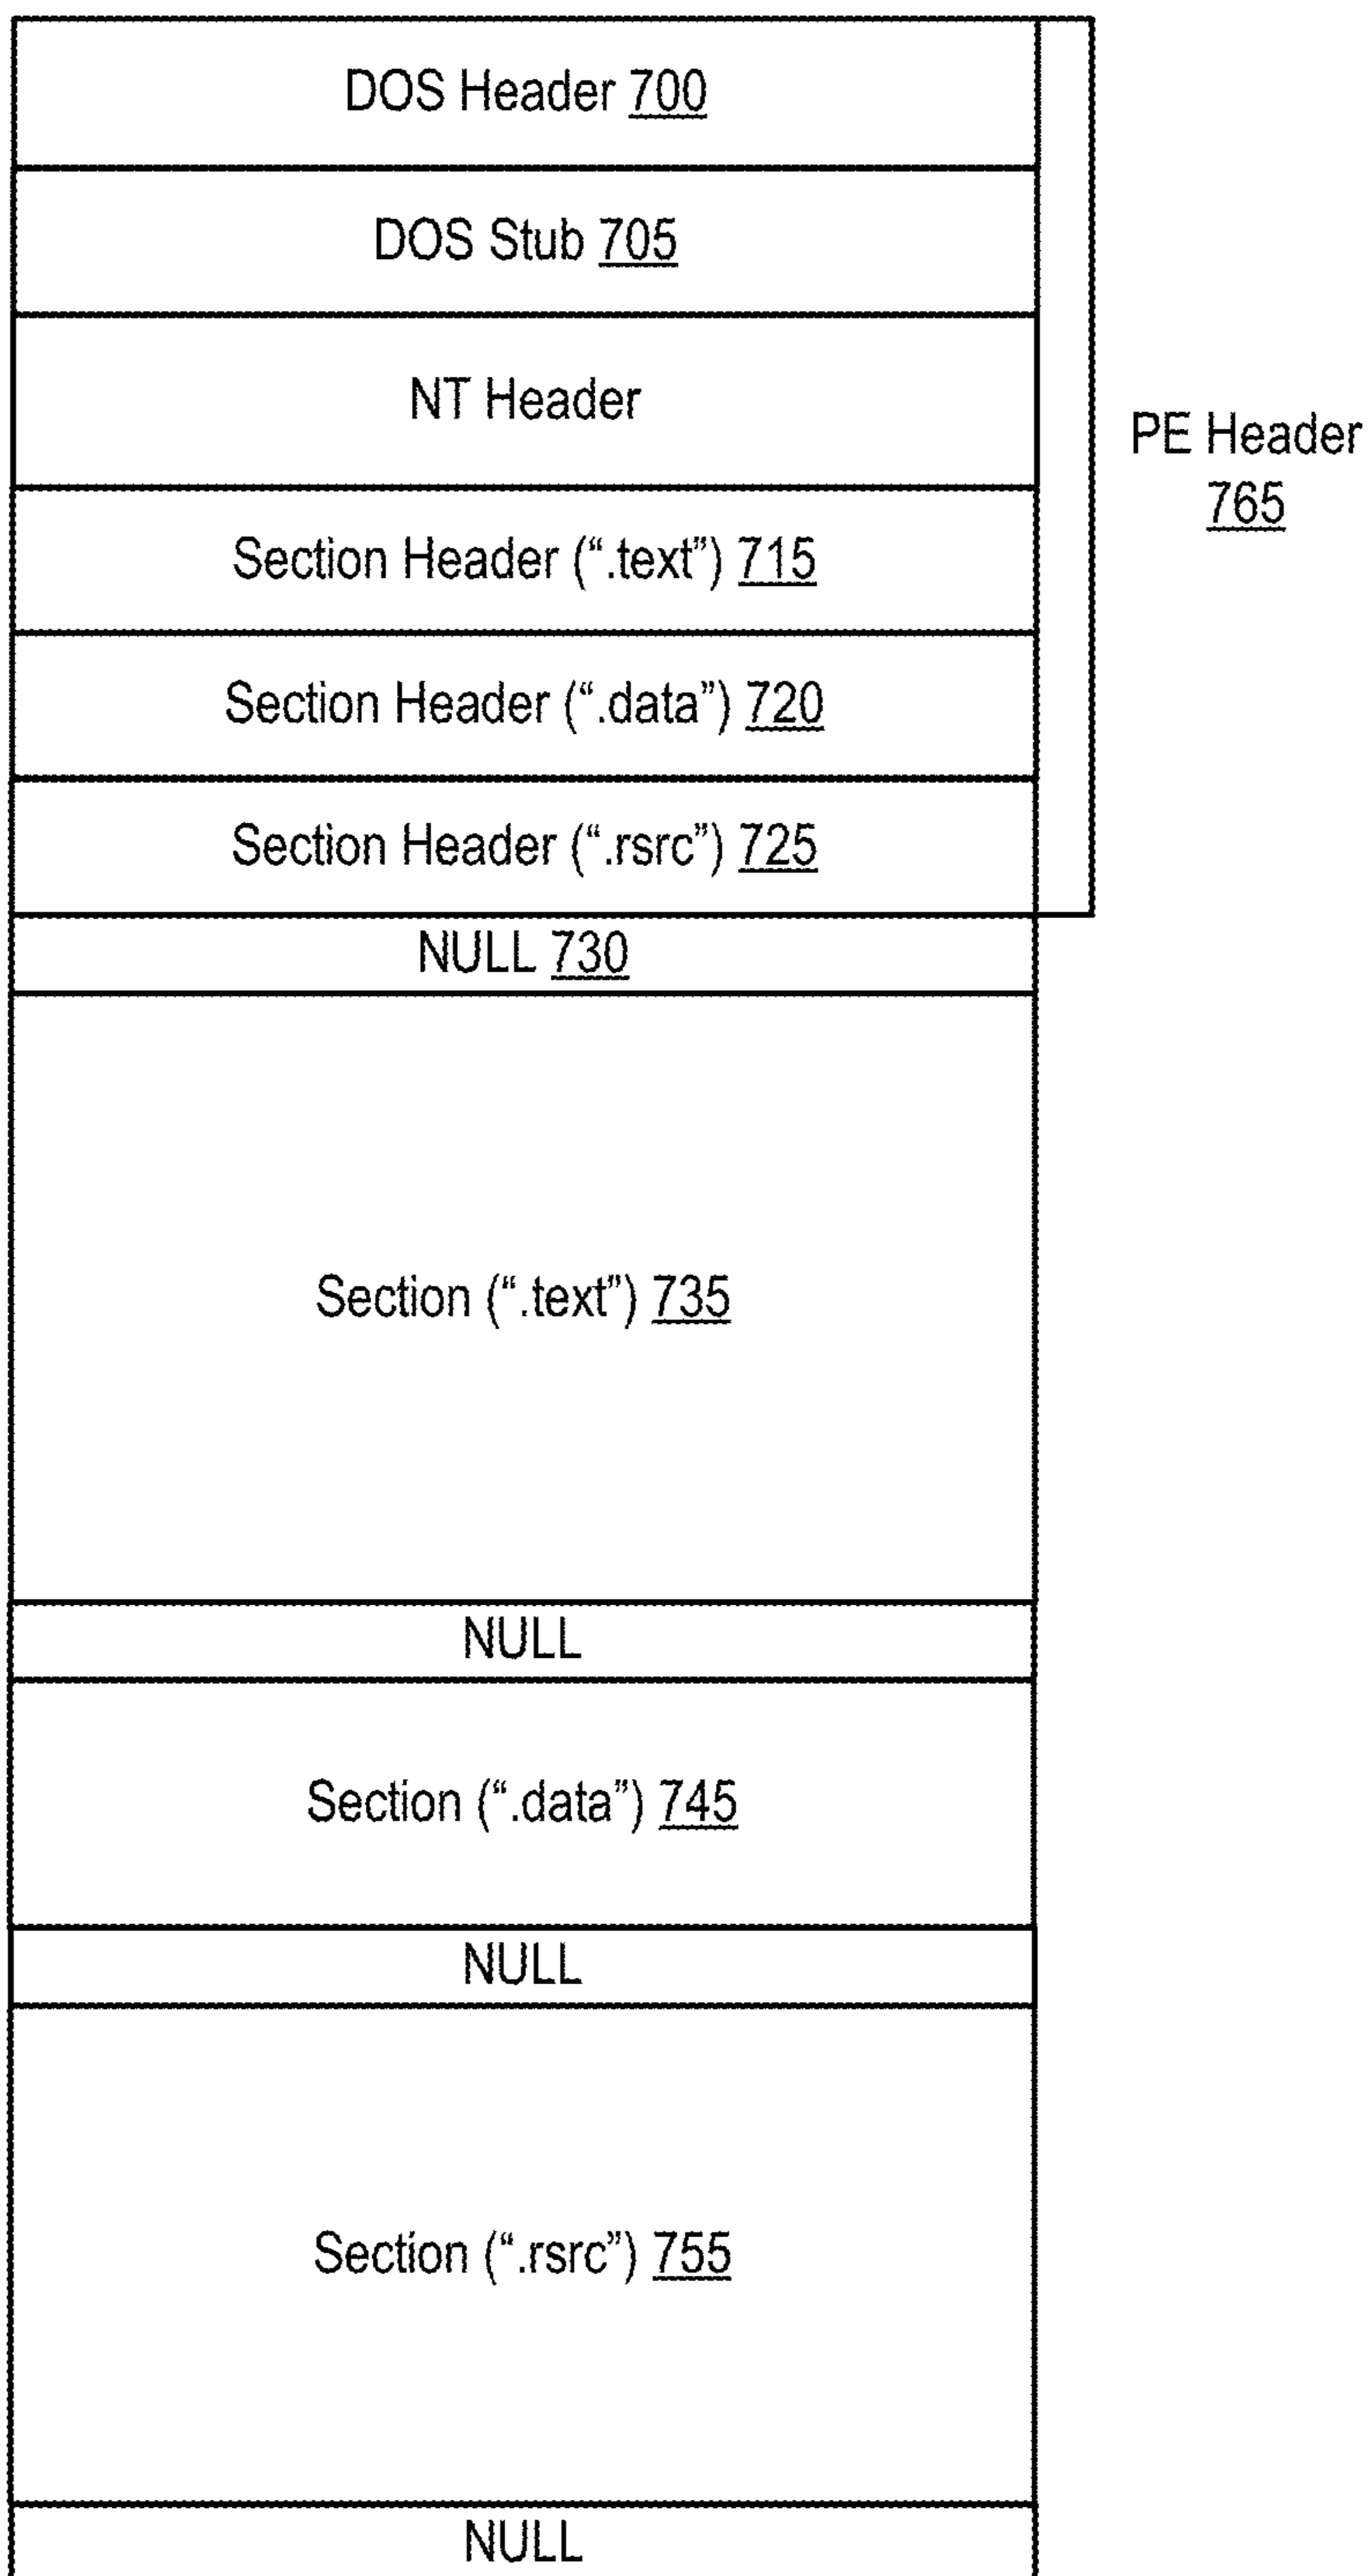 DOS Header 700
DOS Stub 705
NT Header
PE Header
765
Section Header (“.text”) 715
Section Header (“.data”) 720
Section Header (“.rsrc”) 725
NULL 730
Section (“.text”) 735
NULL
Section (“.data”) 745
NULL
Section (“.rsrc”) 755
NULL